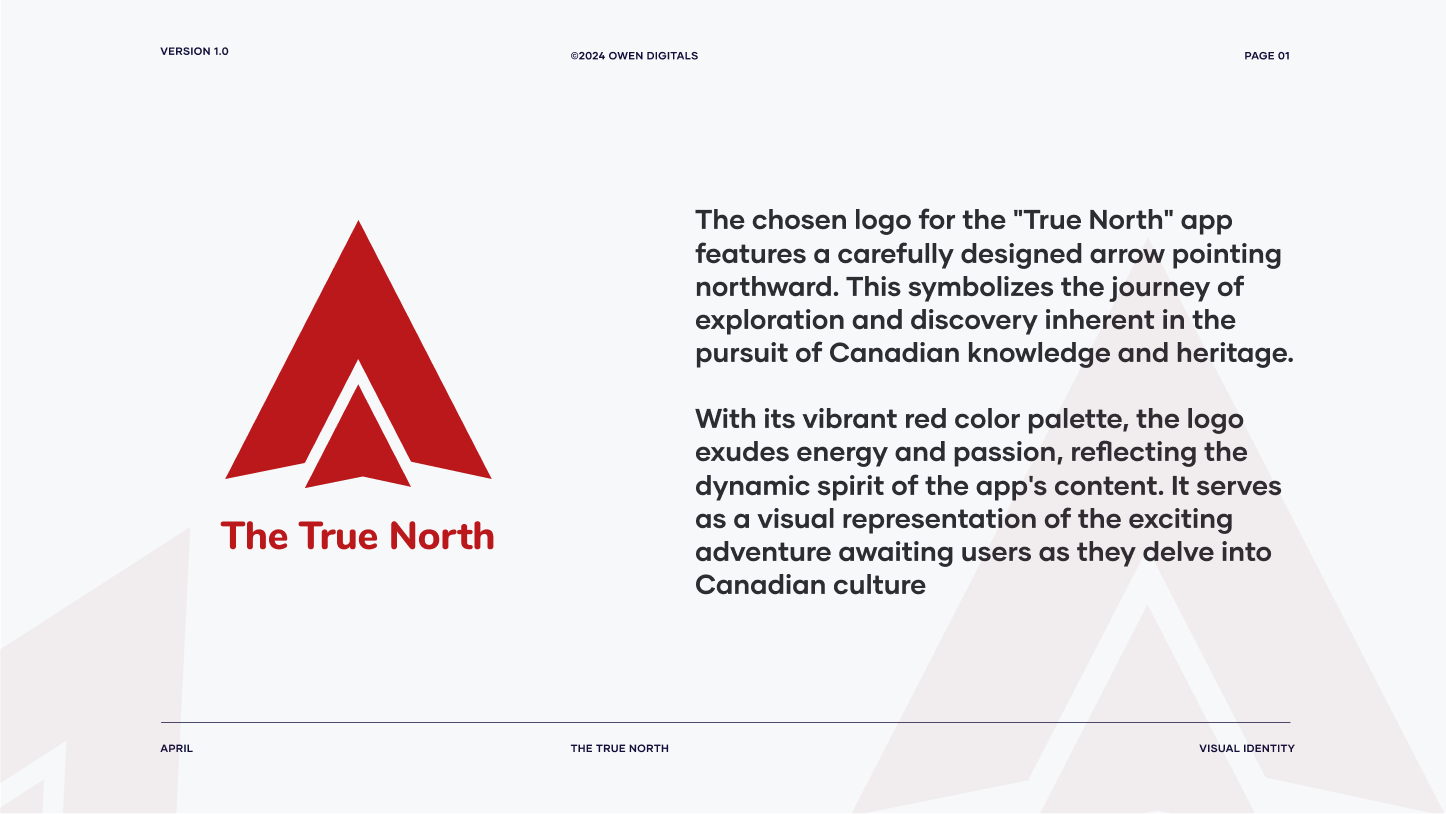 VERSION 1.0
©2024 OWEN DIGITALS
PAGE 01
The True North
The chosen logo for the "True North" app
features a carefully designed arrow pointing
northward. This symbolizes the journey of
exploration and discovery inherent in the
pursuit of Canadian knowledge and heritage.
With its vibrant red color palette, the logo
exudes energy and passion, reflecting the
dynamic spirit of the app's content. It serves
as a visual representation of the exciting
adventure awaiting users as they delve into
Canadian culture
APRIL
THE TRUE NORTH
VISUAL IDENTITY